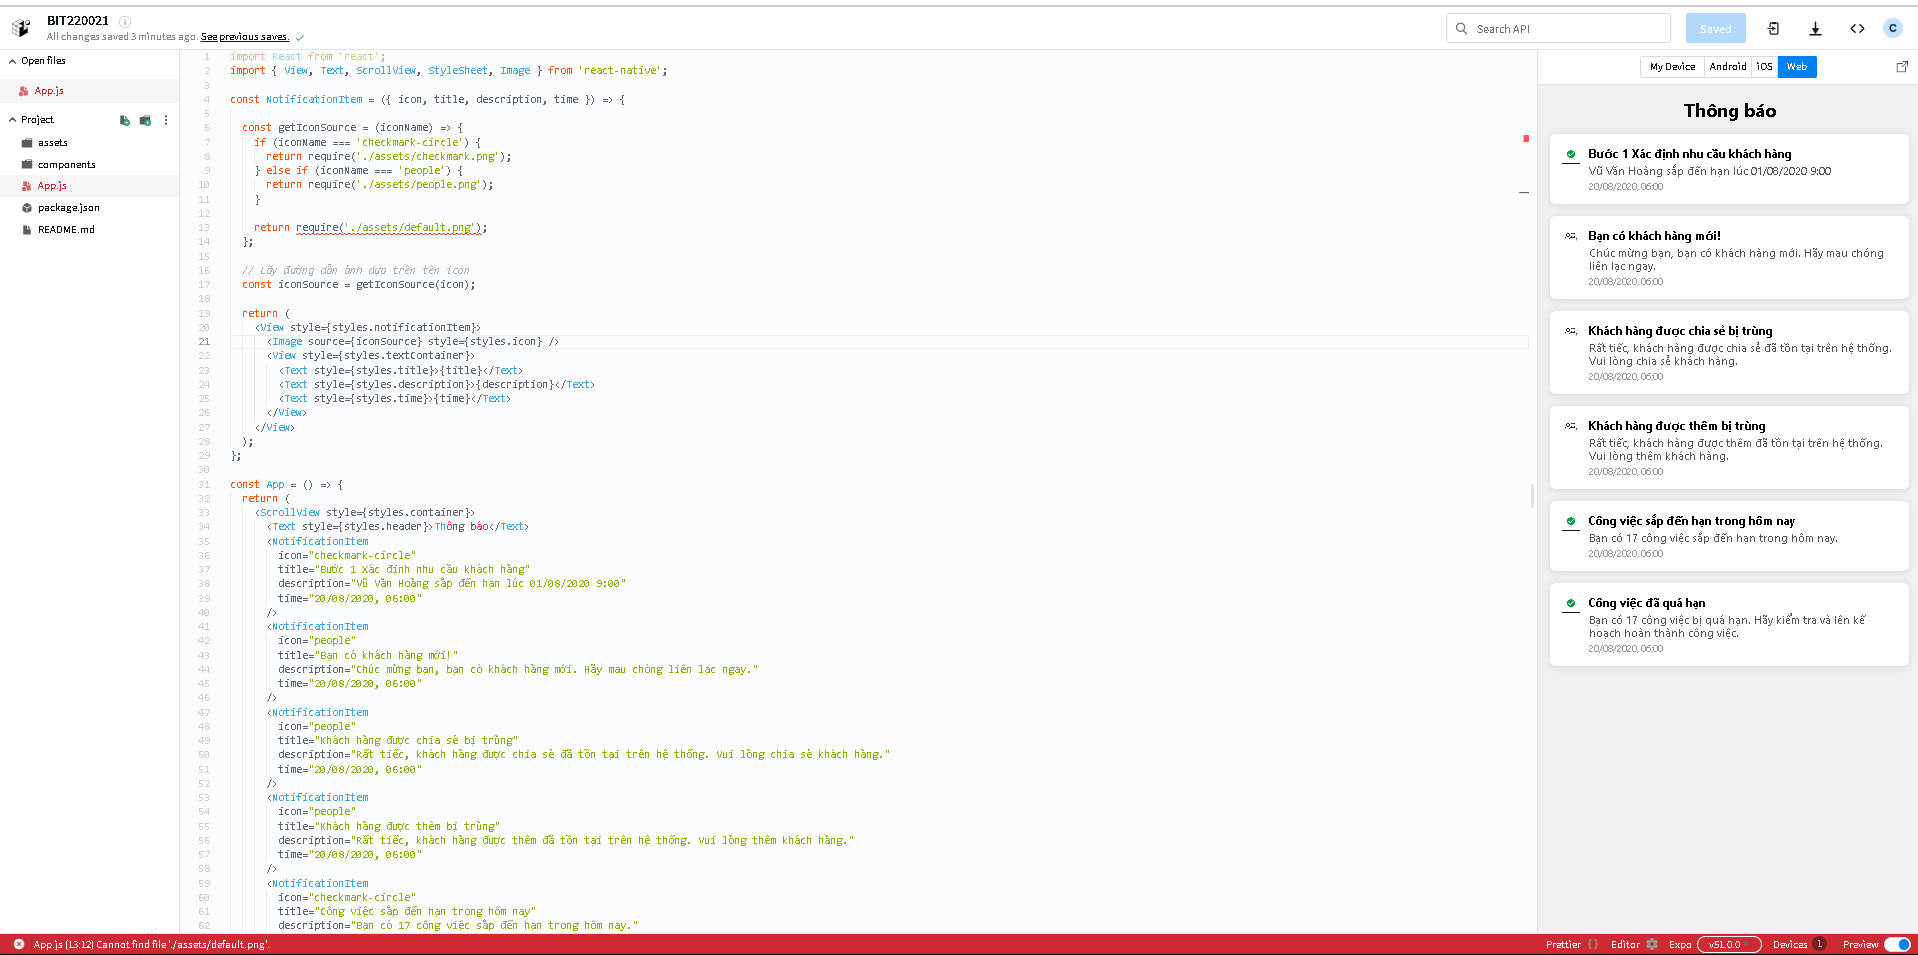 BIT220021
All changes saved 3 minutes ago. See previous saves.
Search API
Saved
C
Open files
App.js
Project
assets
components
App.js
package.json
README.md
1 import React from 'react';
2 import { View, Text, ScrollView, StyleSheet, Image } from 'react-native';
3
4 const NotificationItem = ({ icon, title, description, time }) => {
5
6 const getIconSource = (iconName) => {
7 if (iconName === 'checkmark-circle') {
8 return require('./assets/checkmark.png');
9 } else if (iconName === 'people') {
10 return require('./assets/people.png');
11 }
12
13 return require('./assets/default.png');
14 };
15
16 // Lấy đường dẫn ảnh dựa trên tên icon
17 const iconSource = getIconSource(icon);
18
19 return (
20 <View style={styles.notificationItem}>
21 <Image source={iconSource} style={styles.icon} />
22 <View style={styles.textContainer}>
23 <Text style={styles.title}>{title}</Text>
24 <Text style={styles.description}>{description}</Text>
25 <Text style={styles.time}>{time}</Text>
26 </View>
27 </View>
28 );
29 };
30
31 const App = () => {
32 return (
33 <ScrollView style={styles.container}>
34 <Text style={styles.header}>Thông báo</Text>
35 <NotificationItem
36 icon="checkmark-circle"
37 title="Bước 1 Xác định nhu cầu khách hàng"
38 description="Vũ Văn Hoàng sắp đến hạn lúc 01/08/2020 9:00"
39 time="20/08/2020, 06:00"
40 />
41 <NotificationItem
42 icon="people"
43 title="Bạn có khách hàng mới!"
44 description="Chúc mừng bạn, bạn có khách hàng mới. Hãy mau chóng liên lạc ngay."
45 time="20/08/2020, 06:00"
46 />
47 <NotificationItem
48 icon="people"
49 title="Khách hàng được chia sẻ bị trùng"
50 description="Rất tiếc, khách hàng được chia sẻ đã tồn tại trên hệ thống. Vui lòng chia sẻ khách hàng."
51 time="20/08/2020, 06:00"
52 />
53 <NotificationItem
54 icon="people"
55 title="Khách hàng được thêm bị trùng"
56 description="Rất tiếc, khách hàng được thêm đã tồn tại trên hệ thống. Vui lòng thêm khách hàng."
57 time="20/08/2020, 06:00"
58 />
59 <NotificationItem
60 icon="checkmark-circle"
61 title="Công việc sắp đến hạn trong hôm nay"
62 description="Bạn có 17 công việc sắp đến hạn trong hôm nay."
My Device Android iOS Web
Thông báo
Bước 1 Xác định nhu cầu khách hàng
Vũ Văn Hoàng sắp đến hạn lúc 01/08/2020 9:00
20/08/2020, 06:00
Bạn có khách hàng mới!
Chúc mừng bạn, bạn có khách hàng mới. Hãy mau chóng
liên lạc ngay.
20/08/2020, 06:00
Khách hàng được chia sẻ bị trùng
Rất tiếc, khách hàng được chia sẻ đã tồn tại trên hệ thống.
Vui lòng chia sẻ khách hàng.
20/08/2020, 06:00
Khách hàng được thêm bị trùng
Rất tiếc, khách hàng được thêm đã tồn tại trên hệ thống.
Vui lòng thêm khách hàng.
20/08/2020, 06:00
Công việc sắp đến hạn trong hôm nay
Bạn có 17 công việc sắp đến hạn trong hôm nay.
20/08/2020, 06:00
Công việc đã quá hạn
Bạn có 17 công việc bị quá hạn. Hãy kiểm tra và lên kế
hoạch hoàn thành công việc.
20/08/2020, 06:00
App.js (13:12) Cannot find file './assets/default.png'.
Prettier {} Editor Expo v51.0.0 Devices 1 Preview